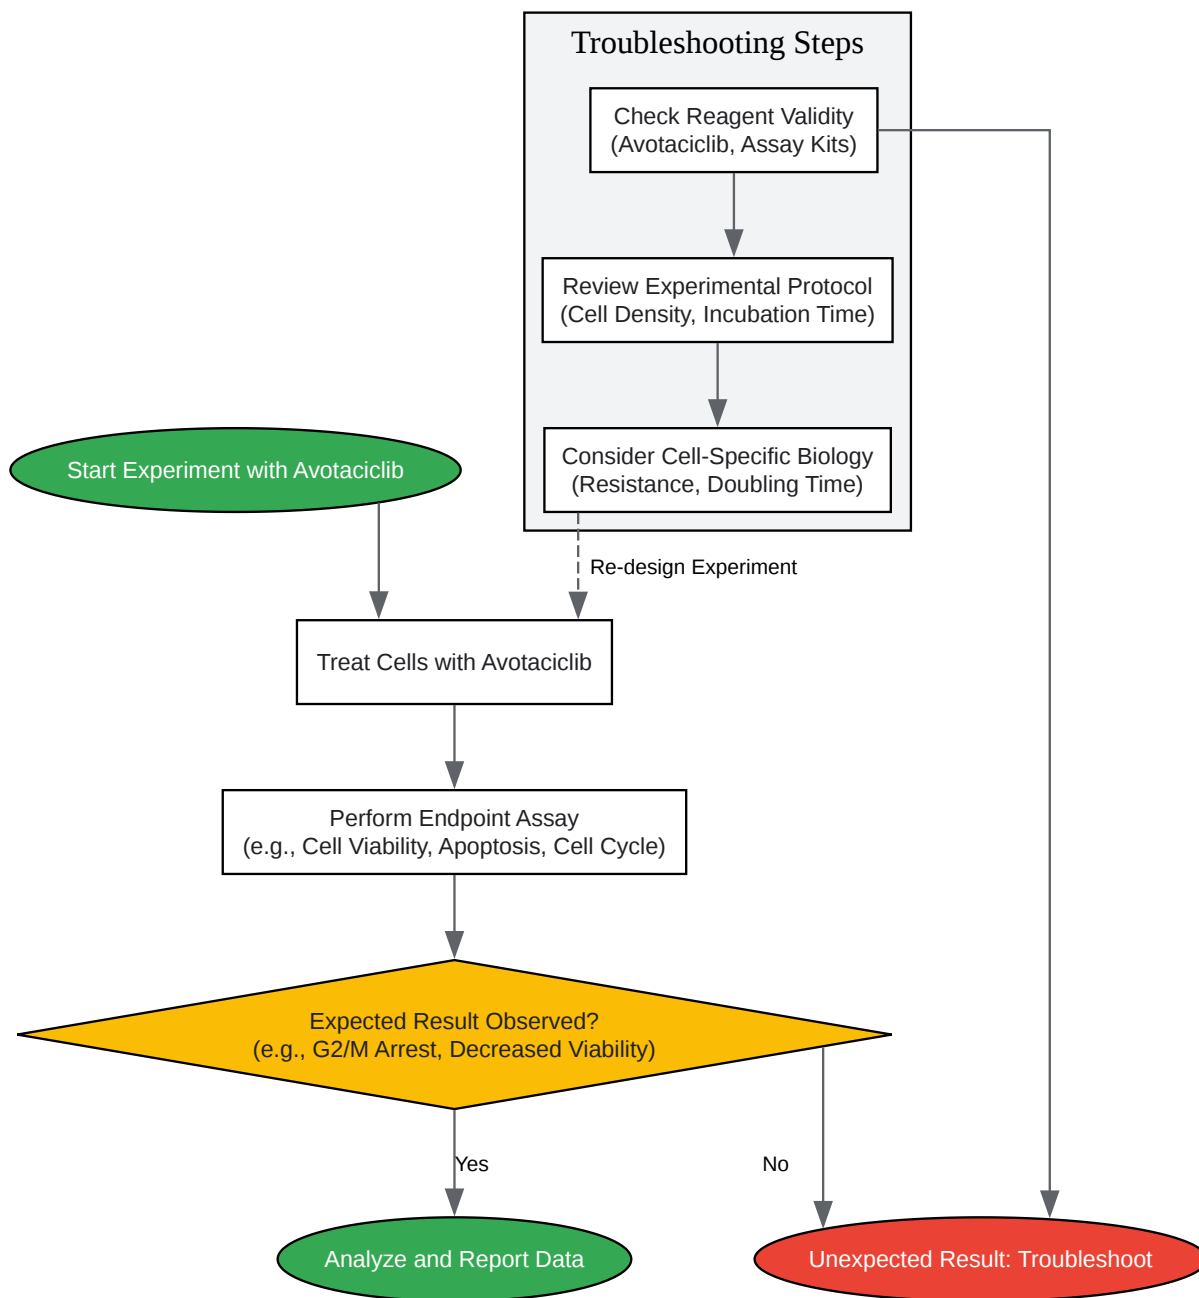 Troubleshooting Steps
Check Reagent Validity
(Avotaciclib, Assay Kits)
Review Experimental Protocol
(Cell Density, Incubation Time)
Consider Cell-Specific Biology
(Resistance, Doubling Time)
Start Experiment with Avotaciclib
Re-design Experiment
Treat Cells with Avotaciclib
Perform Endpoint Assay
(e.g., Cell Viability, Apoptosis, Cell Cycle)
Expected Result Observed?
(e.g., G2/M Arrest, Decreased Viability)
Yes
No
Analyze and Report Data
Unexpected Result: Troubleshoot